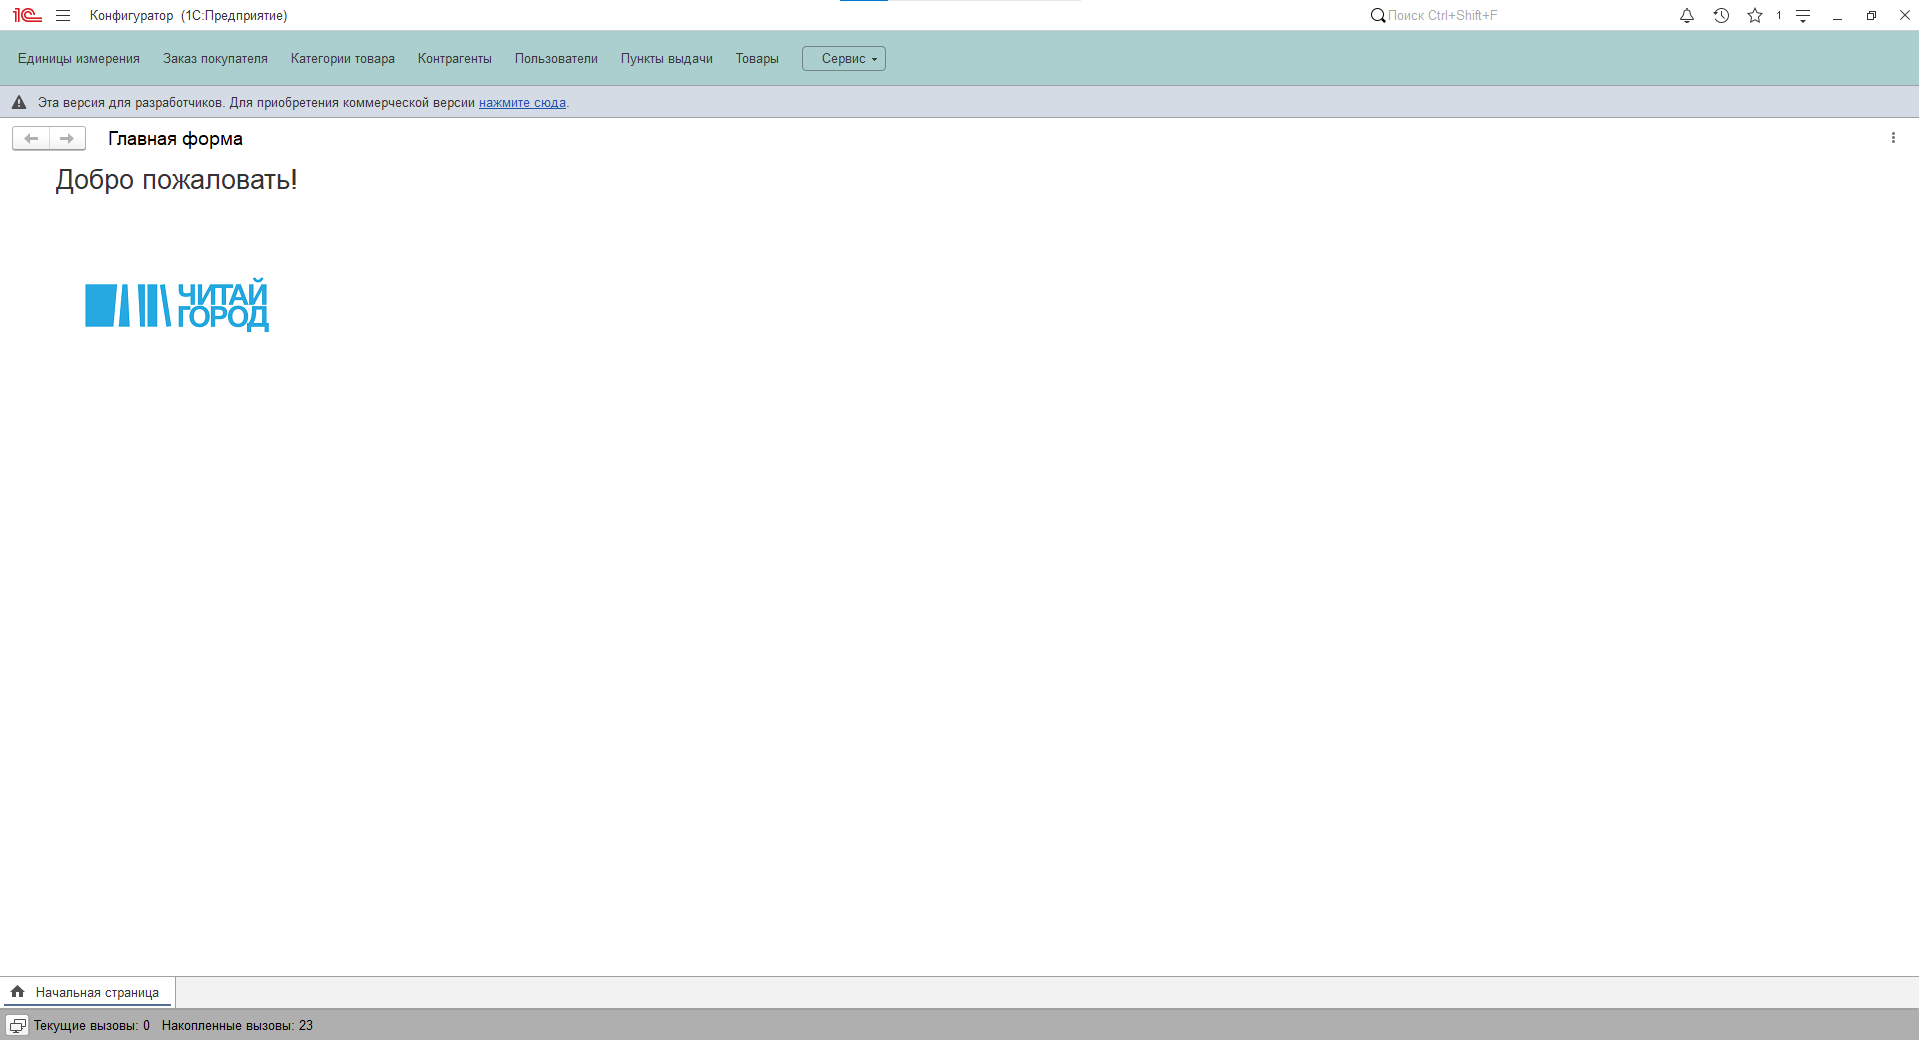 1С Конфигуратор (1С:Предприятие) Поиск Ctrl+Shift+F 1
Единицы измерения Заказ покупателя Категории товара Контрагенты Пользователи Пункты выдачи Товары Сервис
Эта версия для разработчиков. Для приобретения коммерческой версии нажмите сюда.
Главная форма
Добро пожаловать!
ЧИТАЙ
ГОРОД
Начальная страница
Текущие вызовы: 0 Накопленные вызовы: 23